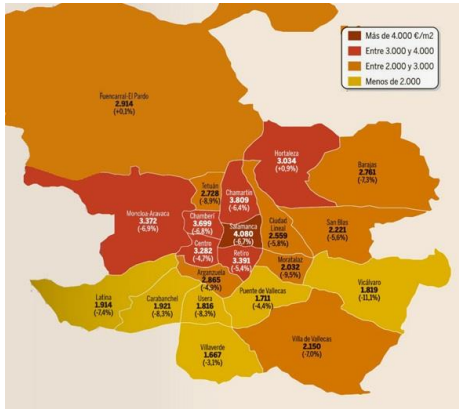 Más de 4.000 €/m2
Entre 3.000 y 4.000
Entre 2.000 y 3.000
Menos de 2.000
Fuencarral-El Pardo
2.914
(+0,1%)
Hortaleza
3.034
(+0,9%)
Barajas
2.761
(-7,3%)
Tetuán
2.728
(-8,9%)
Chamartín
3.809
(-6,4%)
Moncloa-Aravaca
3.372
(-6,9%)
Chamberí
3.699
(-6,8%)
Salamanca
4.080
(-6,7%)
Ciudad
Lineal
2.559
(-5,8%)
San Blas
2.221
(-5,6%)
Centro
3.282
(-4,7%)
Retiro
3.391
(-5,4%)
Moratalaz
2.032
(-9,5%)
Arganzuela
2.865
(-4,9%)
Latina
1.914
(-7,4%)
Carabanchel
1.921
(-8,3%)
Usera
1.816
(-8,3%)
Puente de Vallecas
1.711
(-4,4%)
Vicálvaro
1.819
(-11,1%)
Villaverde
1.667
(-3,1%)
Villa de Vallecas
2.150
(-7,0%)